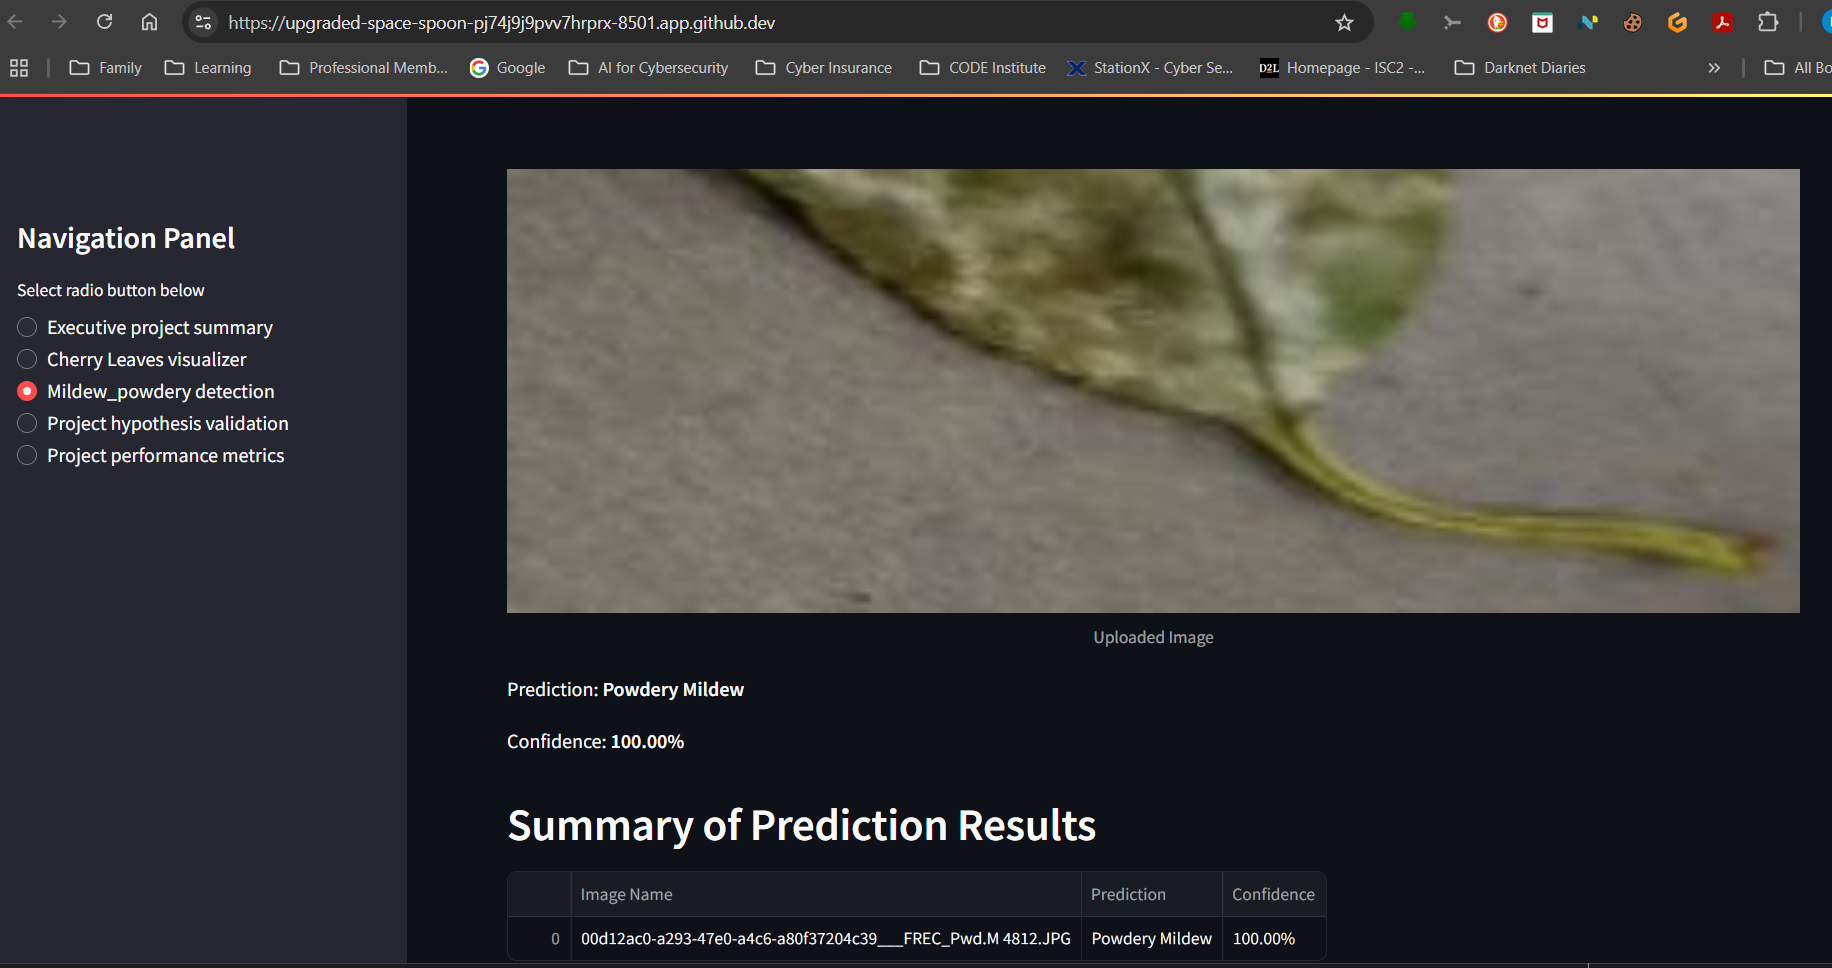 https://upgraded-space-spoon-pj74j9j9pvv7hrprx-8501.app.github.dev
Family Learning Professional Memb... Google AI for Cybersecurity Cyber Insurance CODE Institute StationX - Cyber Se... D2L Homepage - ISC2 -... Darknet Diaries » All Bo
Navigation Panel
Select radio button below
Executive project summary
Cherry Leaves visualizer
Mildew_powdery detection
Project hypothesis validation
Project performance metrics
Uploaded Image
Prediction: Powdery Mildew
Confidence: 100.00%
Summary of Prediction Results
Image Name Prediction Confidence
0 00d12ac0-a293-47e0-a4c6-a80f37204c39___FREC_Pwd.M 4812.JPG Powdery Mildew 100.00%